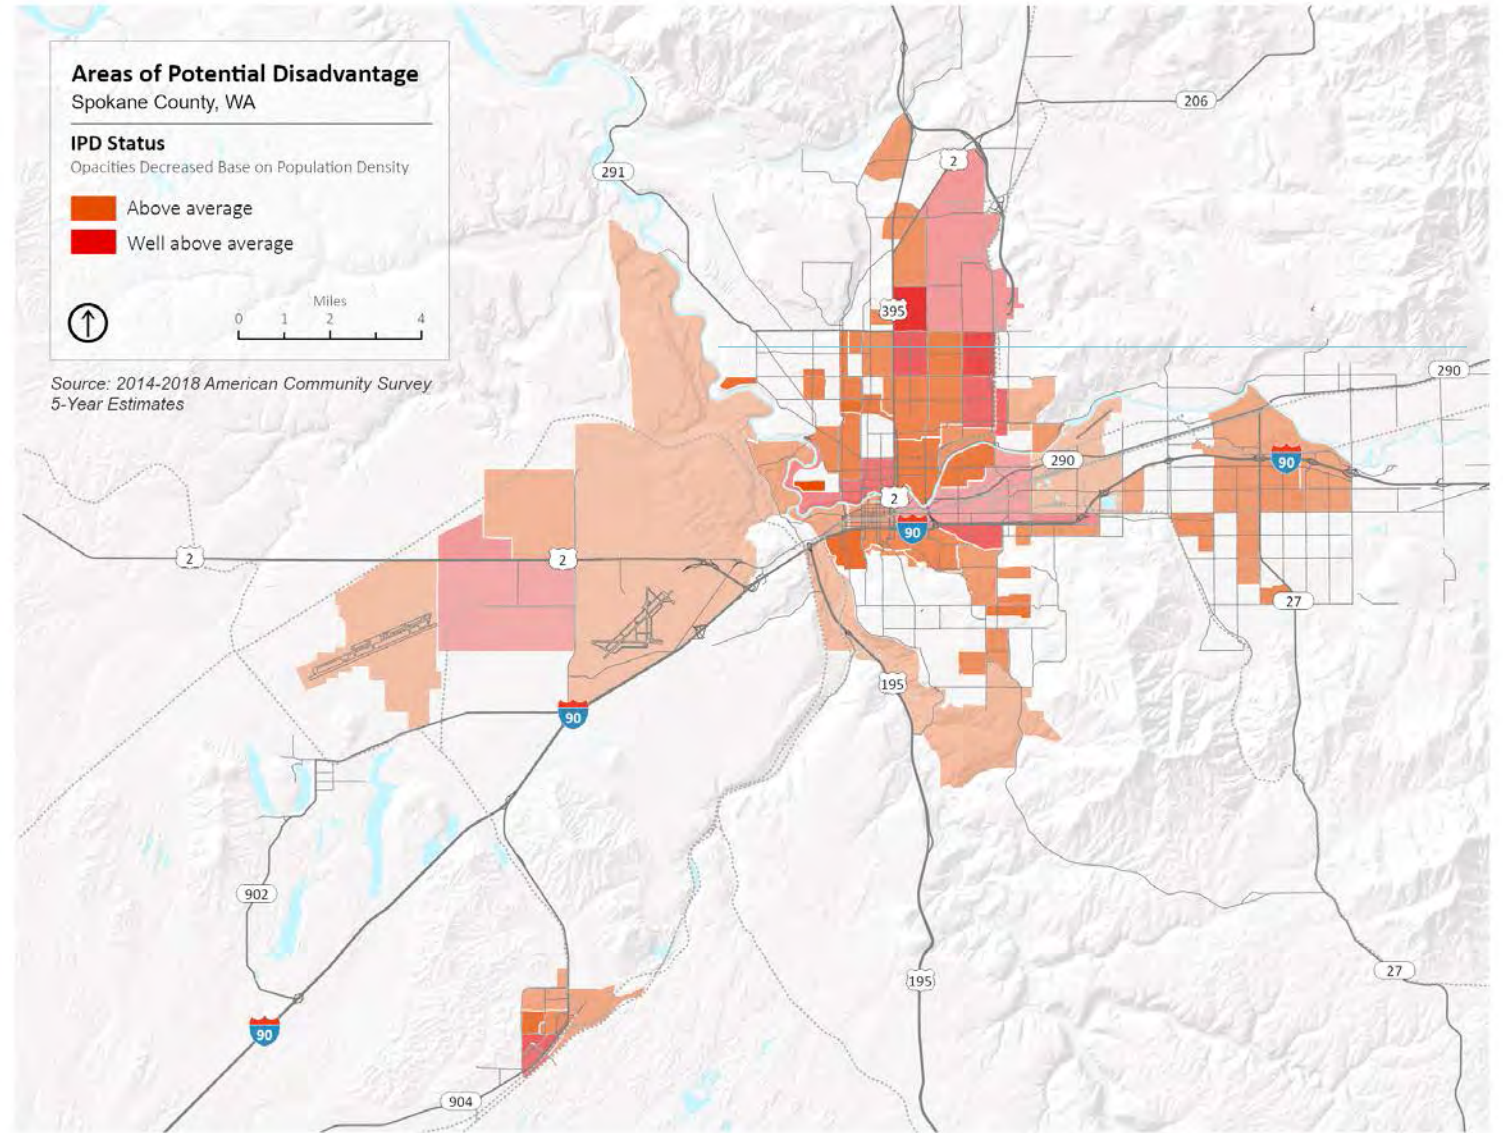 Areas of Potential Disadvantage
Spokane County, WA
IPD Status
Opacities Decreased Base on Population Density
Above average
Well above average
Miles
0 1 2 4
Source: 2014-2018 American Community Survey
5-Year Estimates
206
2
291
395
290
290
90
2
90
2
2
27
195
90
902
27
195
90
904